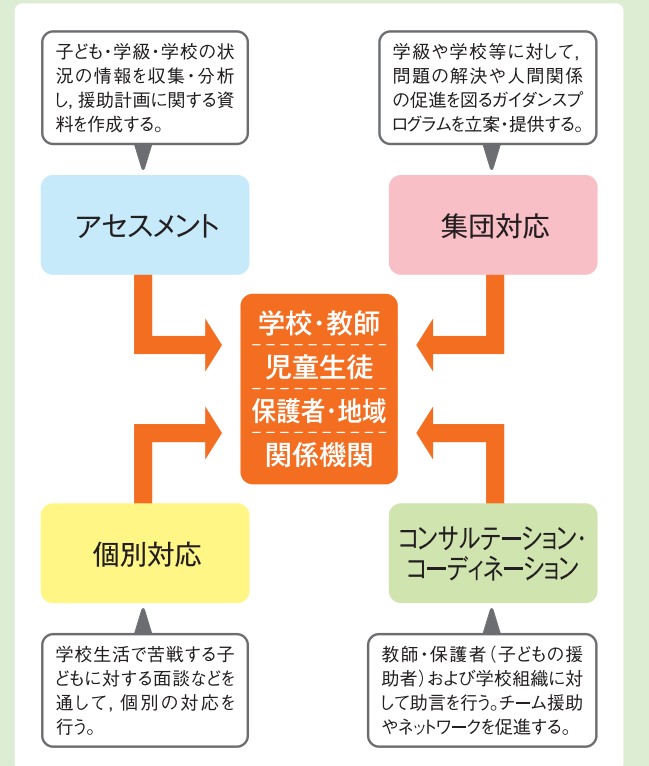 子ども・学級・学校の状
況の情報を収集・分析
し, 援助計画に関する資
料を作成する。
学級や学校等に対して,
問題の解決や人間関係
の促進を図るガイダンスプ
ログラムを立案・提供する。
アセスメント
集団対応
学校・教師
児童生徒
保護者・地域
関係機関
個別対応
コンサルテーション・
コーディネーション
学校生活で苦戦する子
どもに対する面談などを
通して, 個別の対応を
行う。
教師・保護者(子どもの援
助者)および学校組織に対
して助言を行う。チーム援助
やネットワークを促進する。